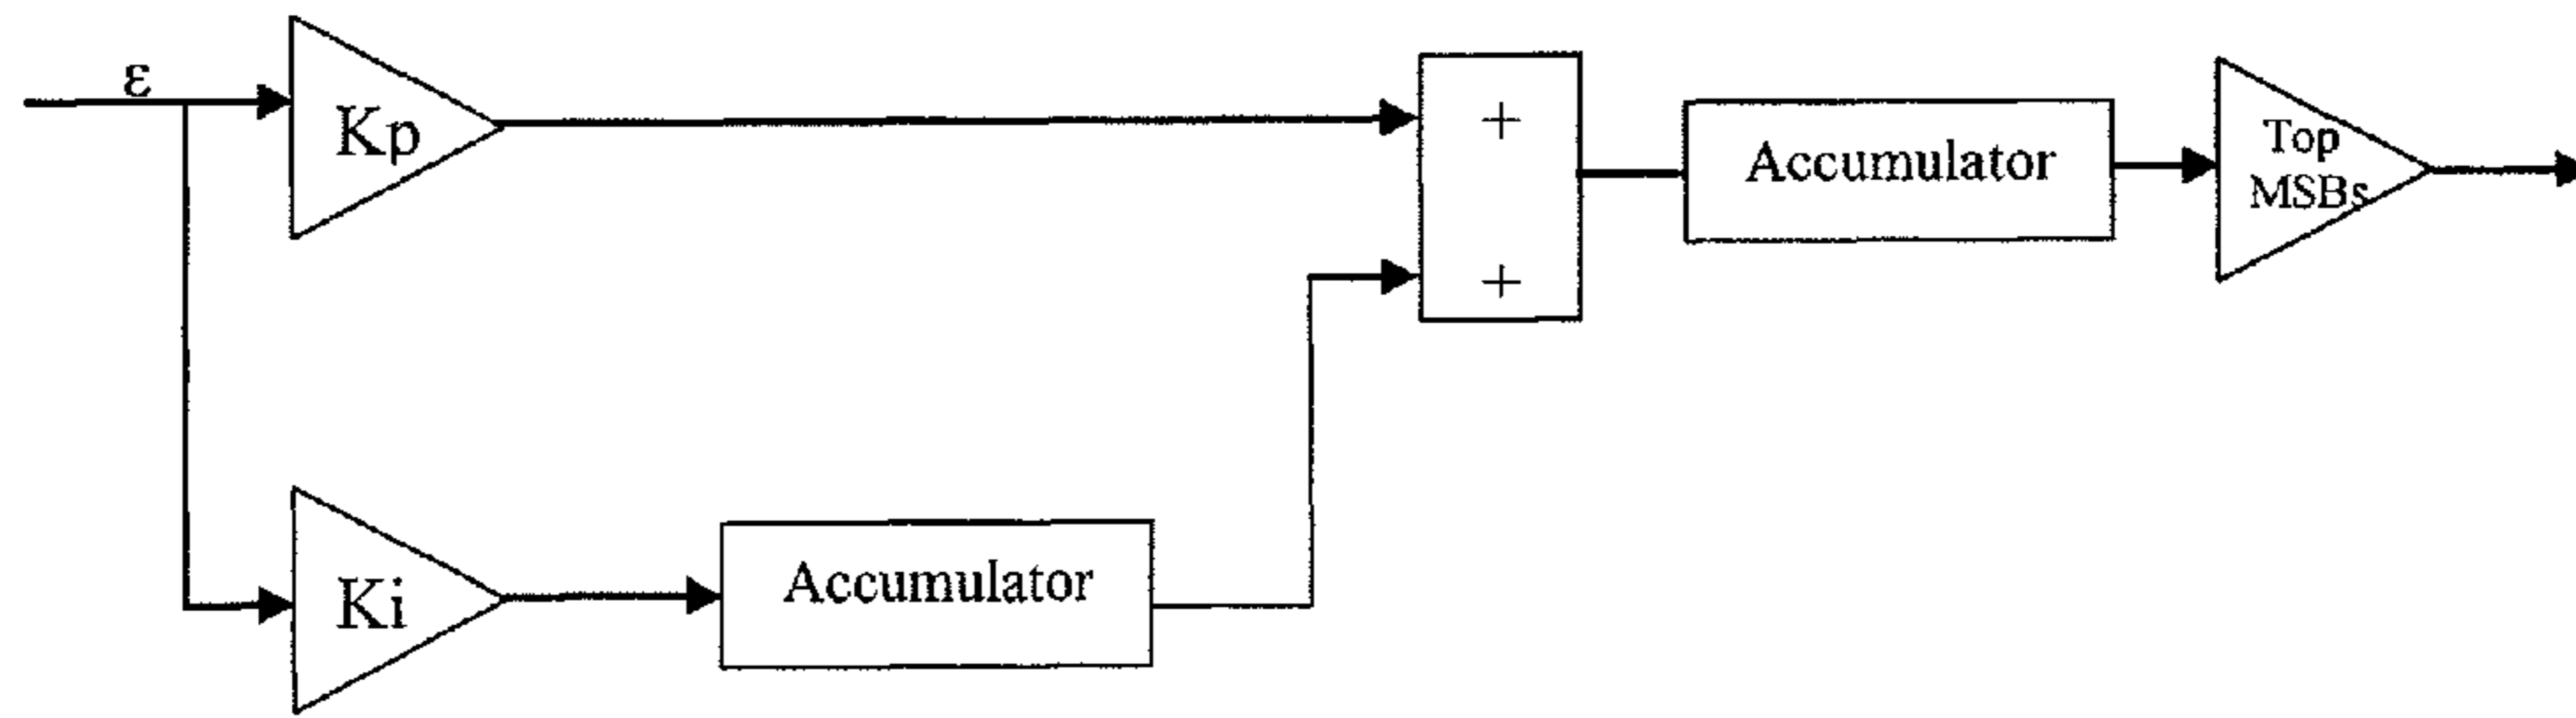 ε
Kp
+
+
Accumulator
Top
MSBs
Ki
Accumulator